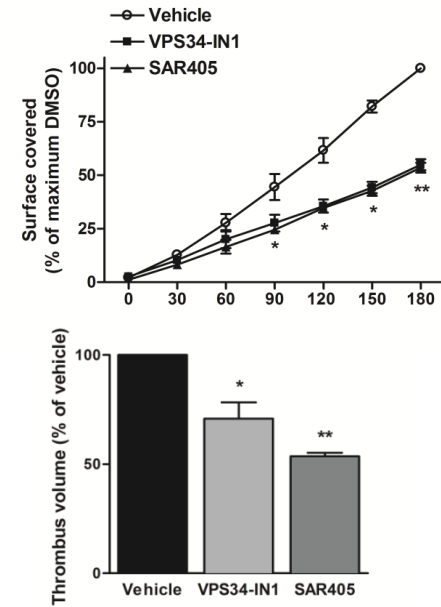 Vehicle
VPS34-IN1
SAR405
Surface covered
(% of maximum DMSO)
100
75
50
25
0
* * * **
0 30 60 90 120 150 180
Thrombus volume (% of vehicle)
100
50
0
*
**
Vehicle VPS34-IN1 SAR405